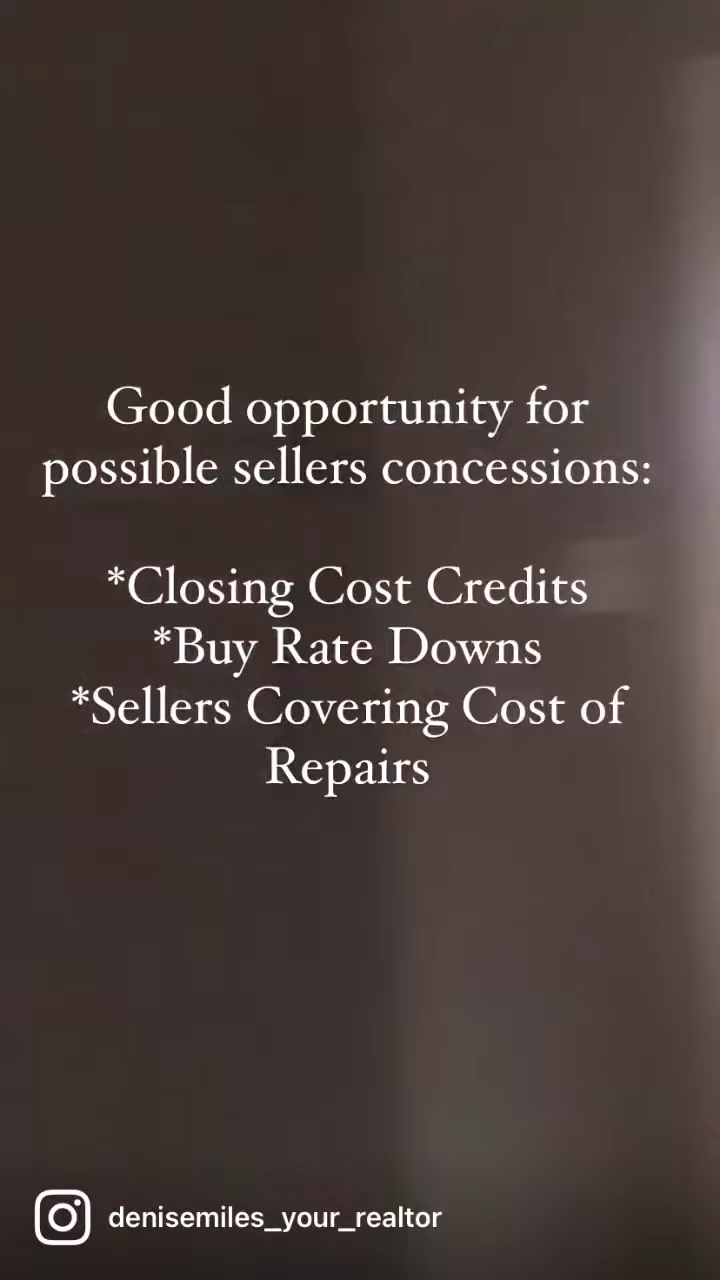 Good opportunity for
possible sellers concessions:
*Closing Cost Credits
*Buy Rate Downs
*Sellers Covering Cost of
Repairs
denisemiles_your_realtor